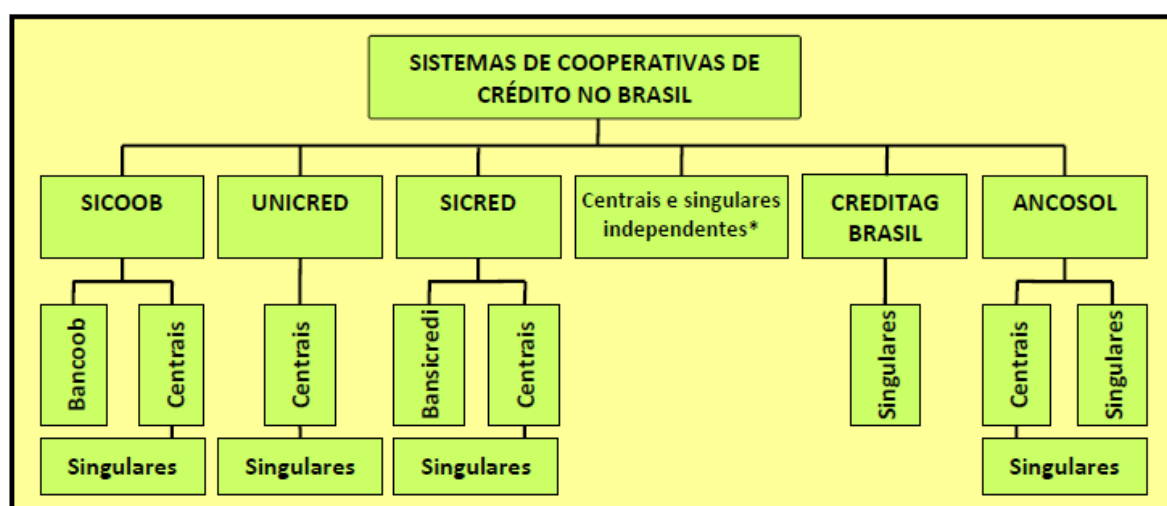 SISTEMAS DE COOPERATIVAS DE
CRÉDITO NO BRASIL
SICOOB
UNICRED
SICRED
Centrais e singulares
independentes*
CREDITAG
BRASIL
ANCOSOL
Bancoob
Centrais
Centrais
Bansicredi
Centrais
Singulares
Centrais
Singulares
Singulares
Singulares
Singulares
Singulares